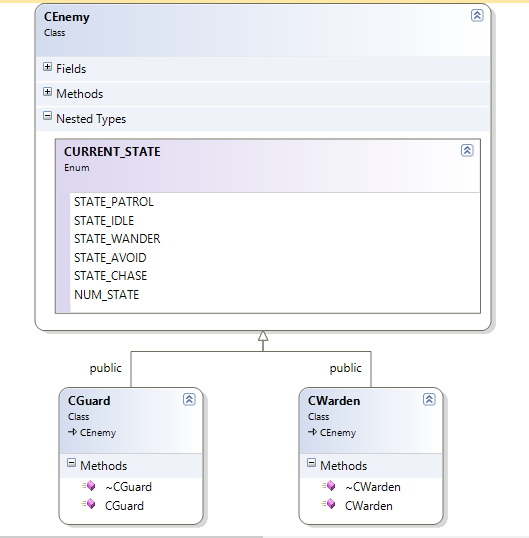 CEnemy
Class
Fields
Methods
Nested Types
CURRENT_STATE
Enum
STATE_PATROL
STATE_IDLE
STATE_WANDER
STATE_AVOID
STATE_CHASE
NUM_STATE
public
public
CGuard
Class
CEnemy
Methods
~CGuard
CGuard
CWarden
Class
CEnemy
Methods
~CWarden
CWarden